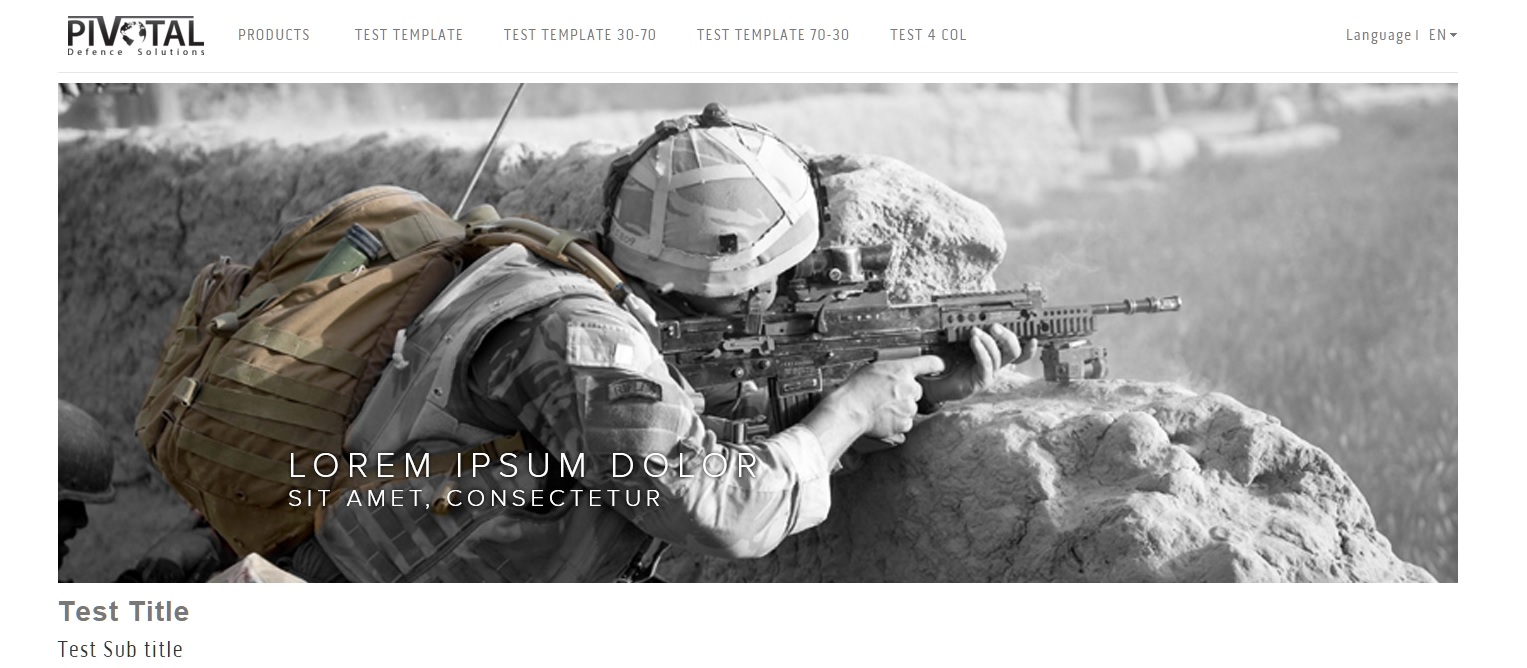 PIVOTAL
Defence Solutions
PRODUCTS
TEST TEMPLATE
TEST TEMPLATE 30-70
TEST TEMPLATE 70-30
TEST 4 COL
Language | EN
LOREM IPSUM DOLOR
SIT AMET, CONSECTETUR
Test Title
Test Sub title